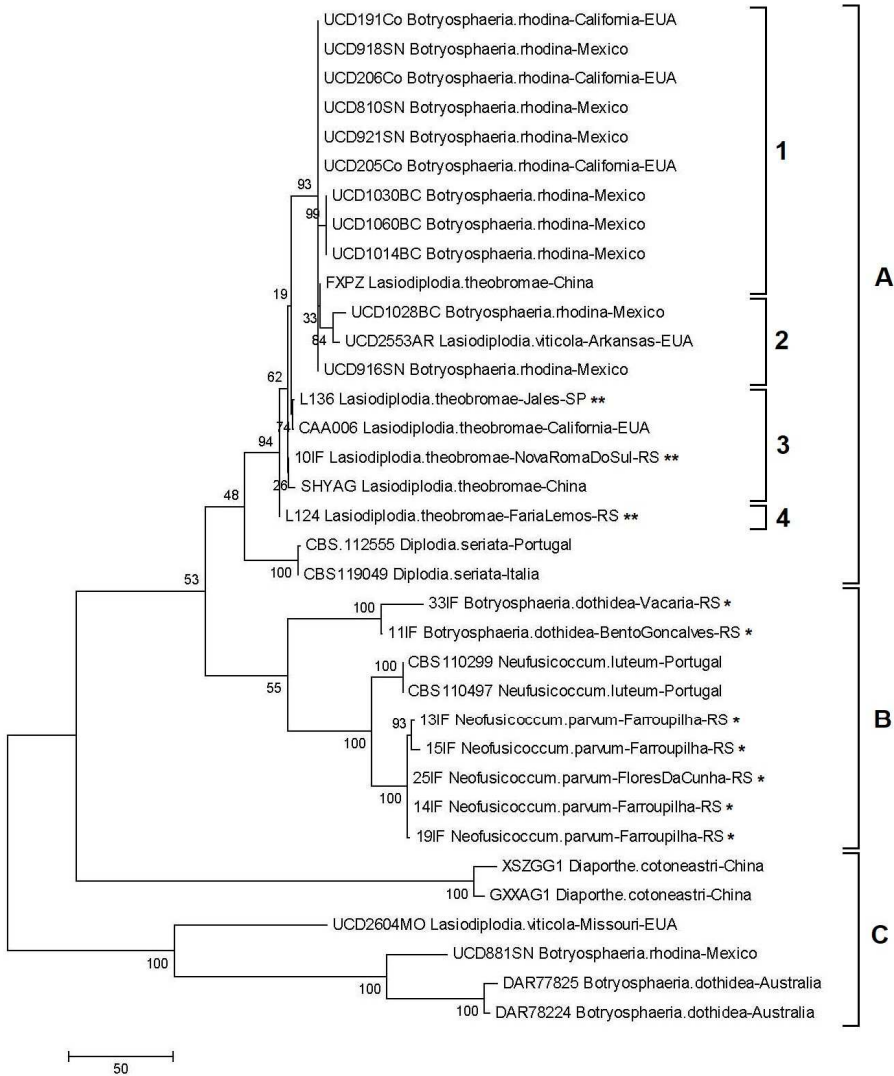 UCD191Co Botryosphaeria.rhodina-California-EUA
UCD918SN Botryosphaeria.rhodina-Mexico
UCD206Co Botryosphaeria.rhodina-California-EUA
UCD810SN Botryosphaeria.rhodina-Mexico
UCD921SN Botryosphaeria.rhodina-Mexico
1
UCD205Co Botryosphaeria.rhodina-California-EUA
93
UCD1030BC Botryosphaeria.rhodina-Mexico
99
UCD1060BC Botryosphaeria.rhodina-Mexico
UCD1014BC Botryosphaeria.rhodina-Mexico
A
FXPZ Lasiodiplodia.theobromae-China
19
UCD1028BC Botryosphaeria.rhodina-Mexico
33
84
UCD2553AR Lasiodiplodia.viticola-Arkansas-EUA
2
UCD916SN Botryosphaeria.rhodina-Mexico
62
L136 Lasiodiplodia.theobromae-Jales-SP **
74
CAA006 Lasiodiplodia.theobromae-California-EUA
94
3
10IF Lasiodiplodia.theobromae-NovaRomaDoSul-RS **
26
SHYAG Lasiodiplodia.theobromae-China
48
L124 Lasiodiplodia.theobromae-FariaLemos-RS **
4
CBS.112555 Diplodia.seriata-Portugal
100
CBS119049 Diplodia.seriata-Italia
53
33IF Botryosphaeria.dothidea-Vacaria-RS *
100
11IF Botryosphaeria.dothidea-BentoGoncalves-RS *
CBS110299 Neufusicoccum.luteum-Portugal
100
55
CBS110497 Neufusicoccum.luteum-Portugal
13IF Neofusicoccum.parvum-Farroupilha-RS *
93
B
100
15IF Neofusicoccum.parvum-Farroupilha-RS *
25IF Neofusicoccum.parvum-FloresDaCunha-RS *
100
14IF Neofusicoccum.parvum-Farroupilha-RS *
19IF Neofusicoccum.parvum-Farroupilha-RS *
XSZGG1 Diaporthe.cotoneastri-China
100
GXXAG1 Diaporthe.cotoneastri-China
UCD2604MO Lasiodiplodia.viticola-Missouri-EUA
C
100
UCD881SN Botryosphaeria.rhodina-Mexico
100
DAR77825 Botryosphaeria.dothidea-Australia
100
DAR78224 Botryosphaeria.dothidea-Australia
50